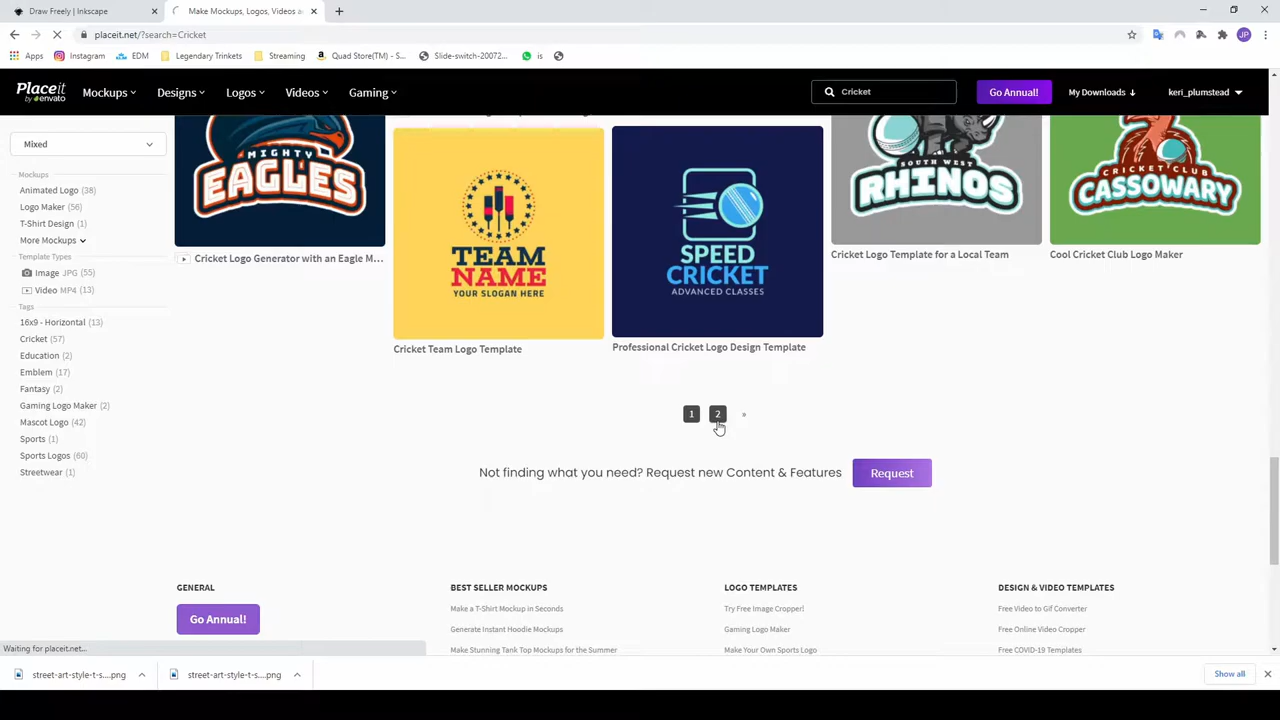 Draw Freely | Inkscape
Make Mockups, Logos, Videos a
placeit.net/?search=Cricket
Apps
Instagram
EDM
Legendary Trinkets
Streaming
Quad Store(TM) - S...
Slide-switch-20072...
is
JP
Placeit
by envato
Mockups
Designs
Logos
Videos
Gaming
Cricket
Go Annual!
My Downloads
keri_plumstead
Mixed
Mockups
Animated Logo (38)
Logo Maker (56)
T-Shirt Design (1)
More Mockups
Template Types
Image JPG (55)
Video MP4 (13)
Tags
16x9 - Horizontal (13)
Cricket (57)
Education (2)
Emblem (17)
Fantasy (2)
Gaming Logo Maker (2)
Mascot Logo (42)
Sports (1)
Sports Logos (60)
Streetwear (1)
MIGHTY
EAGLES
Cricket Logo Generator with an Eagle M...
TEAM
NAME
YOUR SLOGAN HERE
Cricket Team Logo Template
SPEED
CRICKET
ADVANCED CLASSES
Professional Cricket Logo Design Template
SOUTH WEST
RHINOS
Cricket Logo Template for a Local Team
CRICKET CLUB
CASSOWARY
Cool Cricket Club Logo Maker
1 2 »
Not finding what you need? Request new Content & Features
Request
GENERAL
Go Annual!
BEST SELLER MOCKUPS
Make a T-Shirt Mockup in Seconds
Generate Instant Hoodie Mockups
Make Stunning Tank Top Mockups for the Summer
LOGO TEMPLATES
Try Free Image Cropper!
Gaming Logo Maker
Make Your Own Sports Logo
DESIGN & VIDEO TEMPLATES
Free Video to Gif Converter
Free Online Video Cropper
Free COVID-19 Templates
Waiting for placeit.net...
street-art-style-t-s....png
street-art-style-t-s....png
Show all